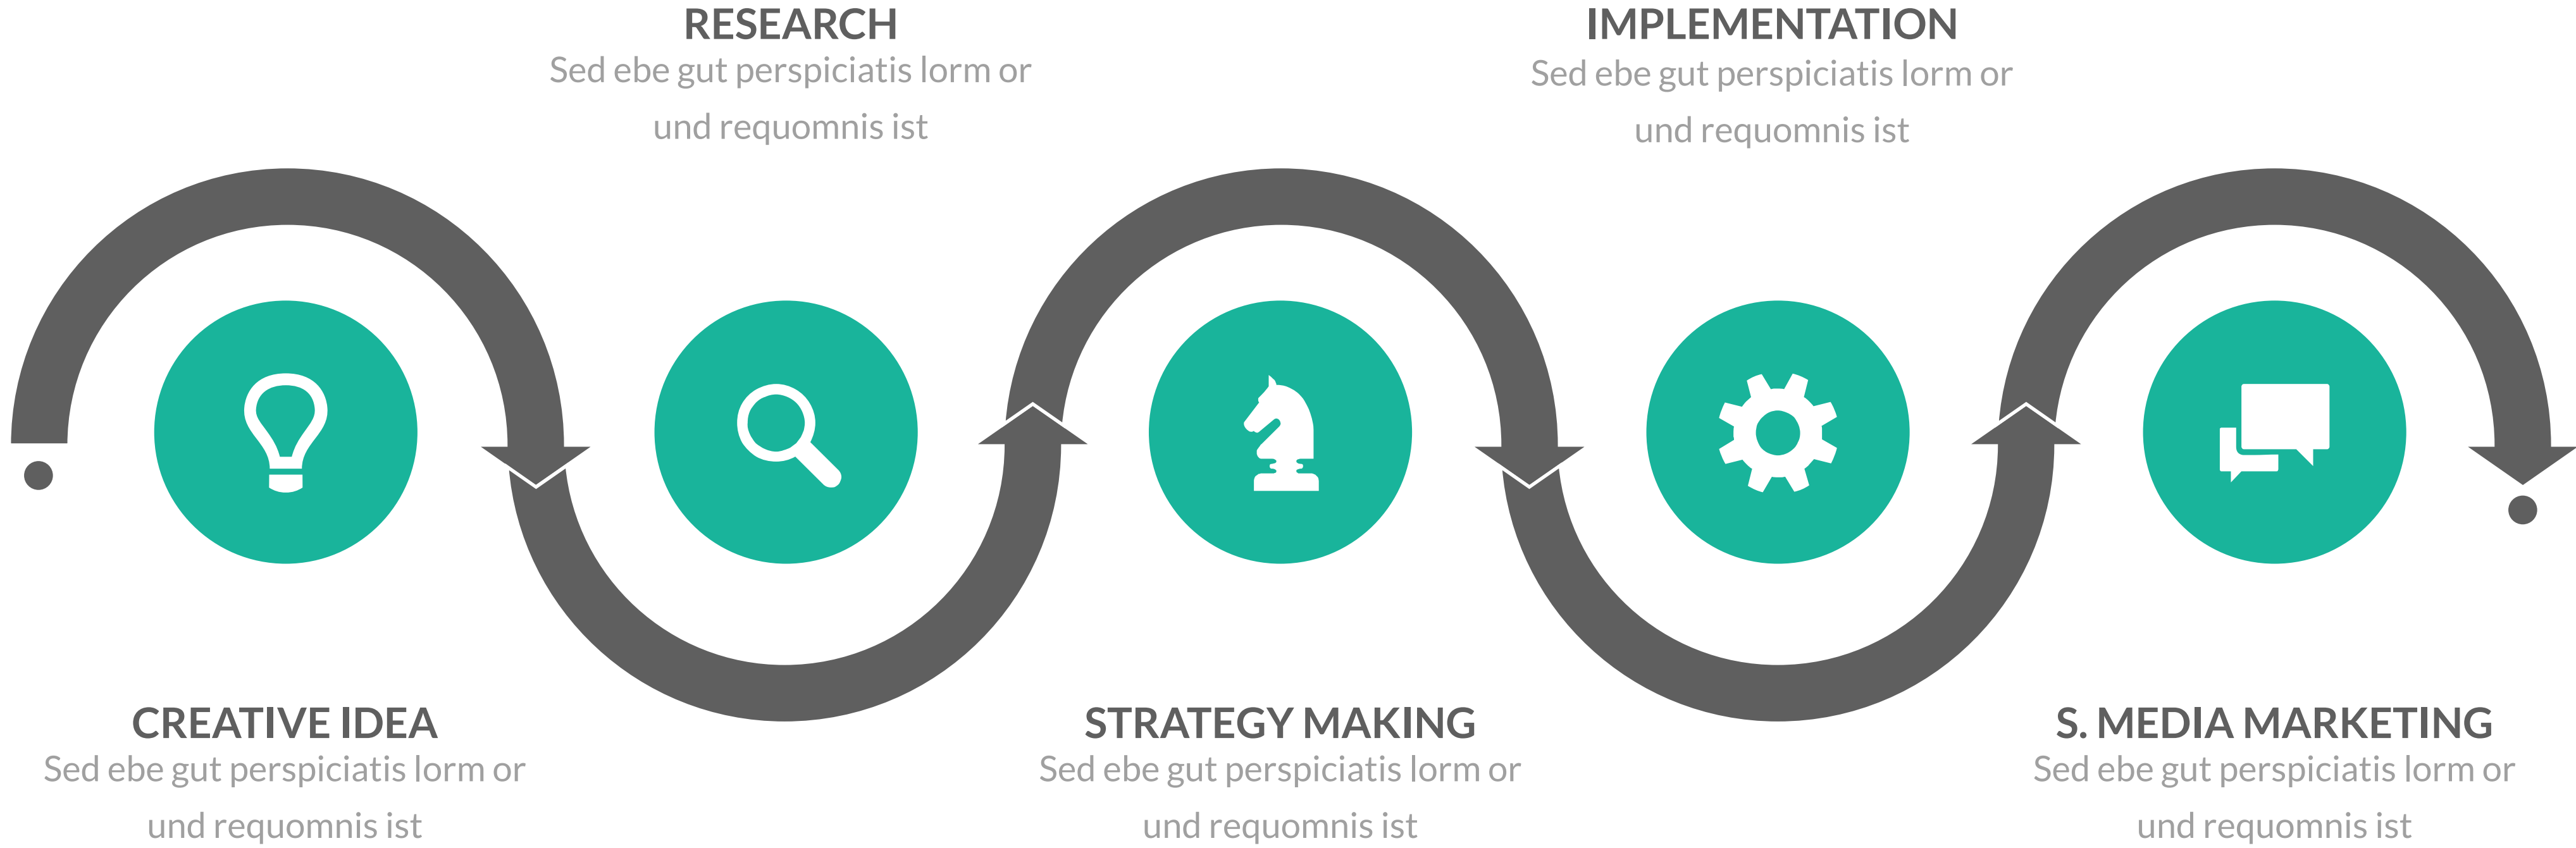 RESEARCH
Sed ebe gut perspiciatis lorm or
und requomnis ist
IMPLEMENTATION
Sed ebe gut perspiciatis lorm or
und requomnis ist
CREATIVE IDEA
Sed ebe gut perspiciatis lorm or
und requomnis ist
STRATEGY MAKING
Sed ebe gut perspiciatis lorm or
und requomnis ist
S. MEDIA MARKETING
Sed ebe gut perspiciatis lorm or
und requomnis ist